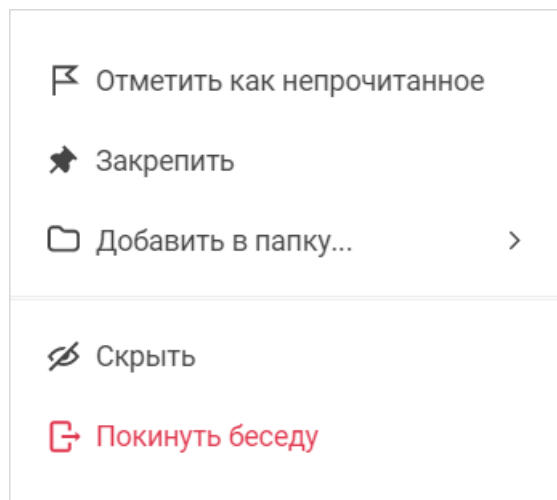 Отметить как непрочитанное
Закрепить
Добавить в папку...
Скрыть
Покинуть беседу